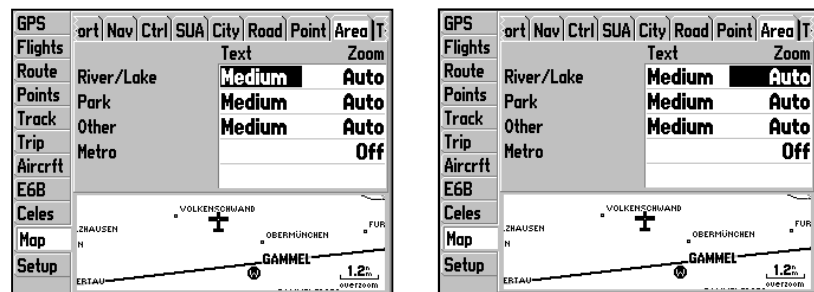 GPS
Flights
Route
Points
Track
Trip
Aircrft
E6B
Celes
Map
Setup
ort Nav Ctrl SUA City Road Point Area T
Text Zoom
River/Lake Medium Auto
Park Medium Auto
Other Medium Auto
Metro Off
VOLKENSCHWAND
ZHAUSEN
FUR
N
OBERMÜNCHEN
GAMMEL
ERTAU
1.2
overzoom
GPS
Flights
Route
Points
Track
Trip
Aircrft
E6B
Celes
Map
Setup
ort Nav Ctrl SUA City Road Point Area T
Text Zoom
River/Lake Medium Auto
Park Medium Auto
Other Medium Auto
Metro Off
VOLKENSCHWAND
ZHAUSEN
FUR
N
OBERMÜNCHEN
GAMMEL
ERTAU
1.2
overzoom